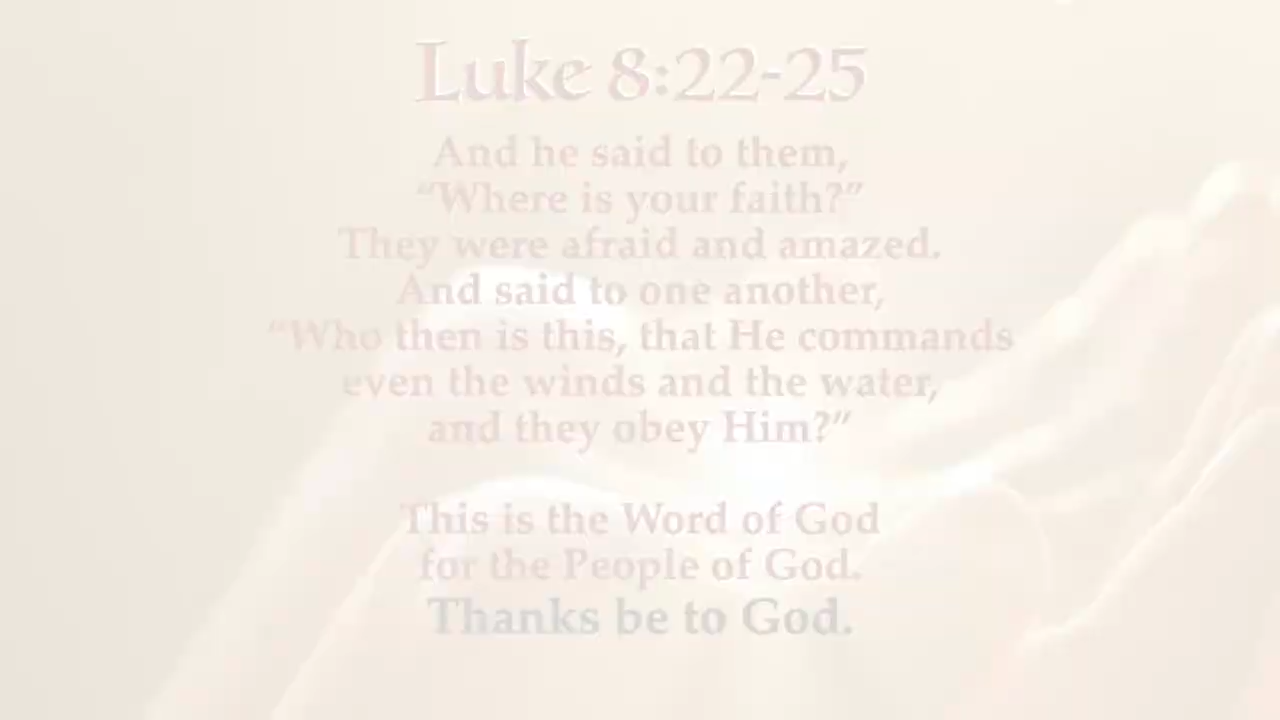 Luke 8:22-25
And he said to them,
“Where is your faith?”
They were afraid and amazed.
And said to one another,
“Who then is this, that He commands
even the winds and the water,
and they obey Him?”
This is the Word of God
for the People of God.
Thanks be to God.